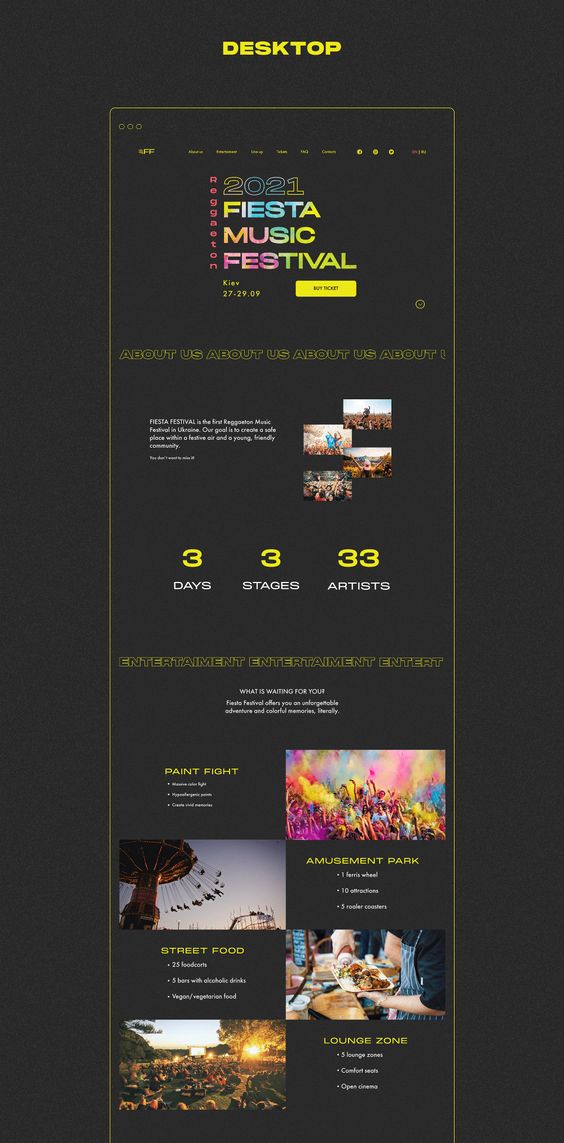 DESKTOP
FF
About us Entertainment Line-up Tickets FAQ Contacts EN | RU
Reggaeton
2021
FIESTA
MUSIC
FESTIVAL
Kiev
27-29.09
BUY TICKET
ABOUT US ABOUT US ABOUT US ABOUT U
FIESTA FESTIVAL is the first Reggaeton Music
Festival in Ukraine. Our goal is to create a safe
place within a festive air and a young, friendly
community.
You don't want to miss it!
3 3 33
DAYS STAGES ARTISTS
ENTERTAIMENT ENTERTAIMENT ENTERT
WHAT IS WAITING FOR YOU?
Fiesta Festival offers you an unforgettable
adventure and colorful memories, literally.
PAINT FIGHT
• Massive color fight
• Hypoallergenic paints
• Create vivid memories
AMUSEMENT PARK
• 1 ferris wheel
• 10 attractions
• 5 roaler coasters
STREET FOOD
• 25 foodcorts
• 5 bars with alcoholic drinks
• Vegan/vegetarian food
LOUNGE ZONE
• 5 lounge zones
• Comfort seats
• Open cinema